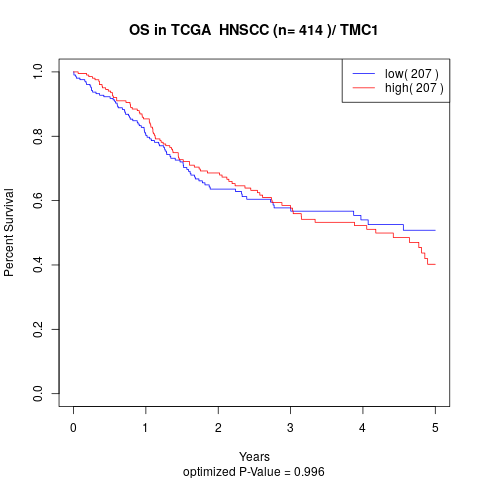 OS in TCGA  HNSCC (n= 414 )/ TMC1
low( 207 )
high( 207 )
Percent Survival
1.0
0.8
0.6
0.4
0.2
0.0
0 1 2 3 4 5
Years
optimized P-Value = 0.996